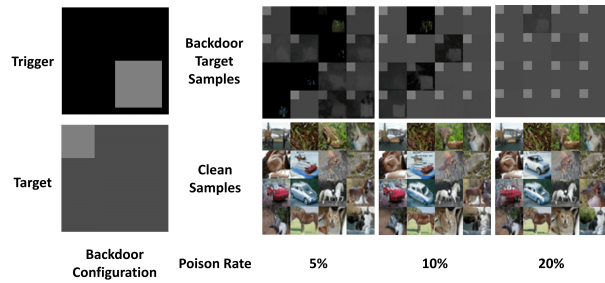 Trigger
Backdoor
Target
Samples
Target
Clean
Samples
Backdoor
Configuration
Poison Rate
5%
10%
20%